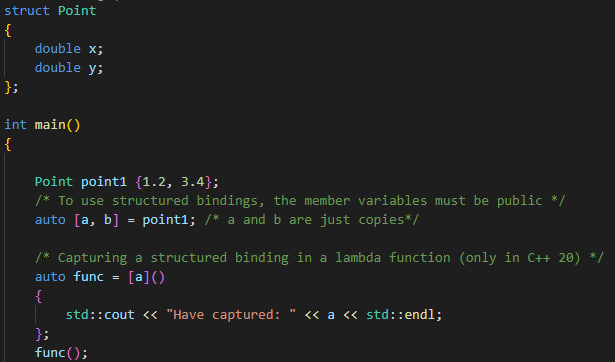 struct Point
{
    double x;
    double y;
};
int main()
{
    Point point1 {1.2, 3.4};
    /* To use structured bindings, the member variables must be public */
    auto [a, b] = point1; /* a and b are just copies*/
    /* Capturing a structured binding in a lambda function (only in C++ 20) */
    auto func = [a]()
    {
        std::cout << "Have captured: " << a << std::endl;
    };
    func();